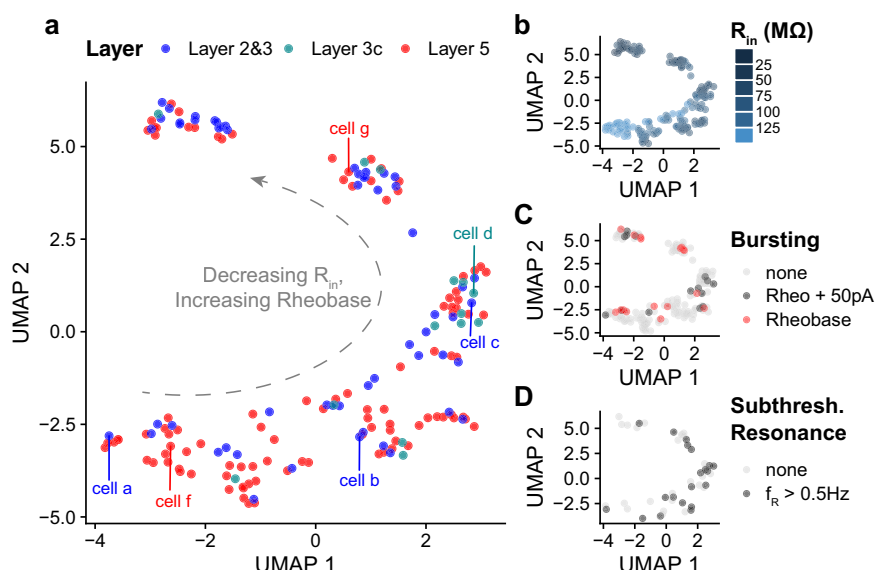 a
Layer
Layer 2&3
Layer 3c
Layer 5
UMAP 2
5.0
2.5
0.0
−2.5
−5.0
−4
−2
0
2
UMAP 1
cell g
cell d
cell c
cell b
cell f
cell a
Decreasing R_in,
Increasing Rheobase
b
UMAP 2
5.0
2.5
0.0
−2.5
−5.0
−4
−2
0
2
UMAP 1
R_in (MΩ)
25
50
75
100
125
C
UMAP 2
5.0
2.5
0.0
−2.5
−5.0
−4
−2
0
2
UMAP 1
Bursting
none
Rheo + 50pA
Rheobase
D
UMAP 2
5.0
2.5
0.0
−2.5
−4
−2
0
2
UMAP 1
Subthresh.
Resonance
none
f_R > 0.5Hz